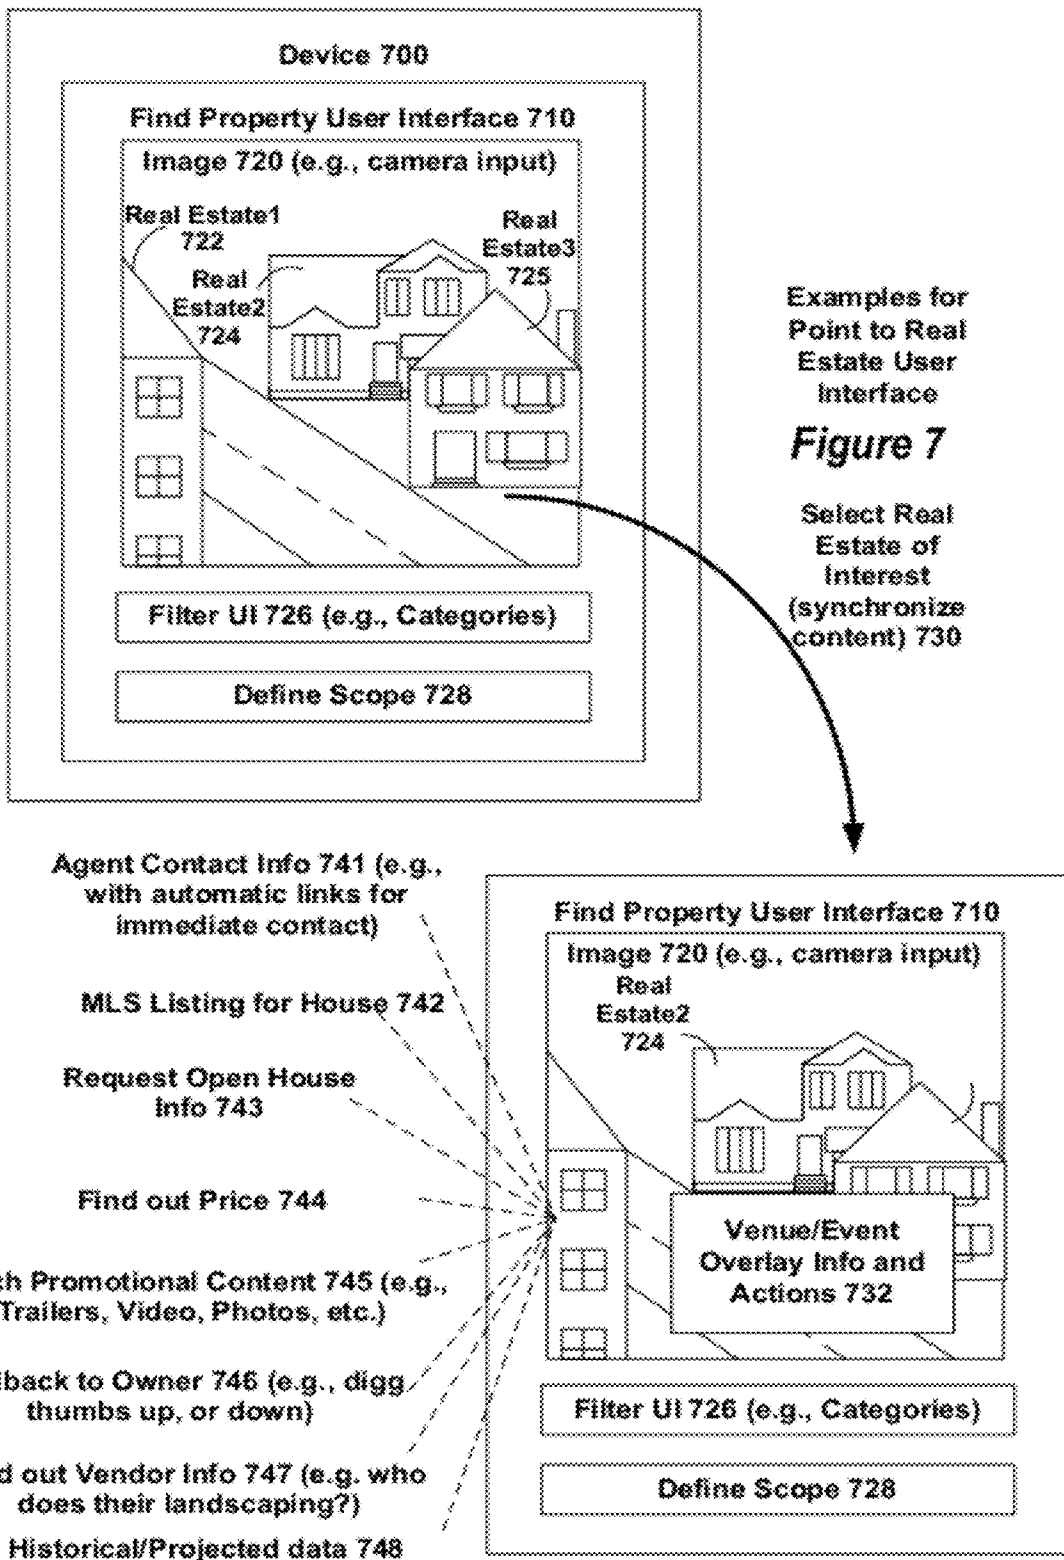 Device 700
Find Property User Interface 710
Image 720 (e.g., camera input)
Real Estate1
722
Real
Estate2
724
Real
Estate3
725
Filter UI 726 (e.g., Categories)
Define Scope 728
Examples for
Point to Real
Estate User
Interface
Figure 7
Select Real
Estate of
Interest
(synchronize
content) 730
Agent Contact Info 741 (e.g.,
with automatic links for
immediate contact)
MLS Listing for House 742
Request Open House
Info 743
Find out Price 744
Promotional Content 745 (e.g.,
Trailers, Video, Photos, etc.)
to Owner 746 (e.g., digg
thumbs up, or down)
out Vendor Info 747 (e.g. who
does their landscaping?)
Historical/Projected data 748
Find Property User Interface 710
Image 720 (e.g., camera input)
Real
Estate2
724
Venue/Event
Overlay Info and
Actions 732
Filter UI 726 (e.g., Categories)
Define Scope 728